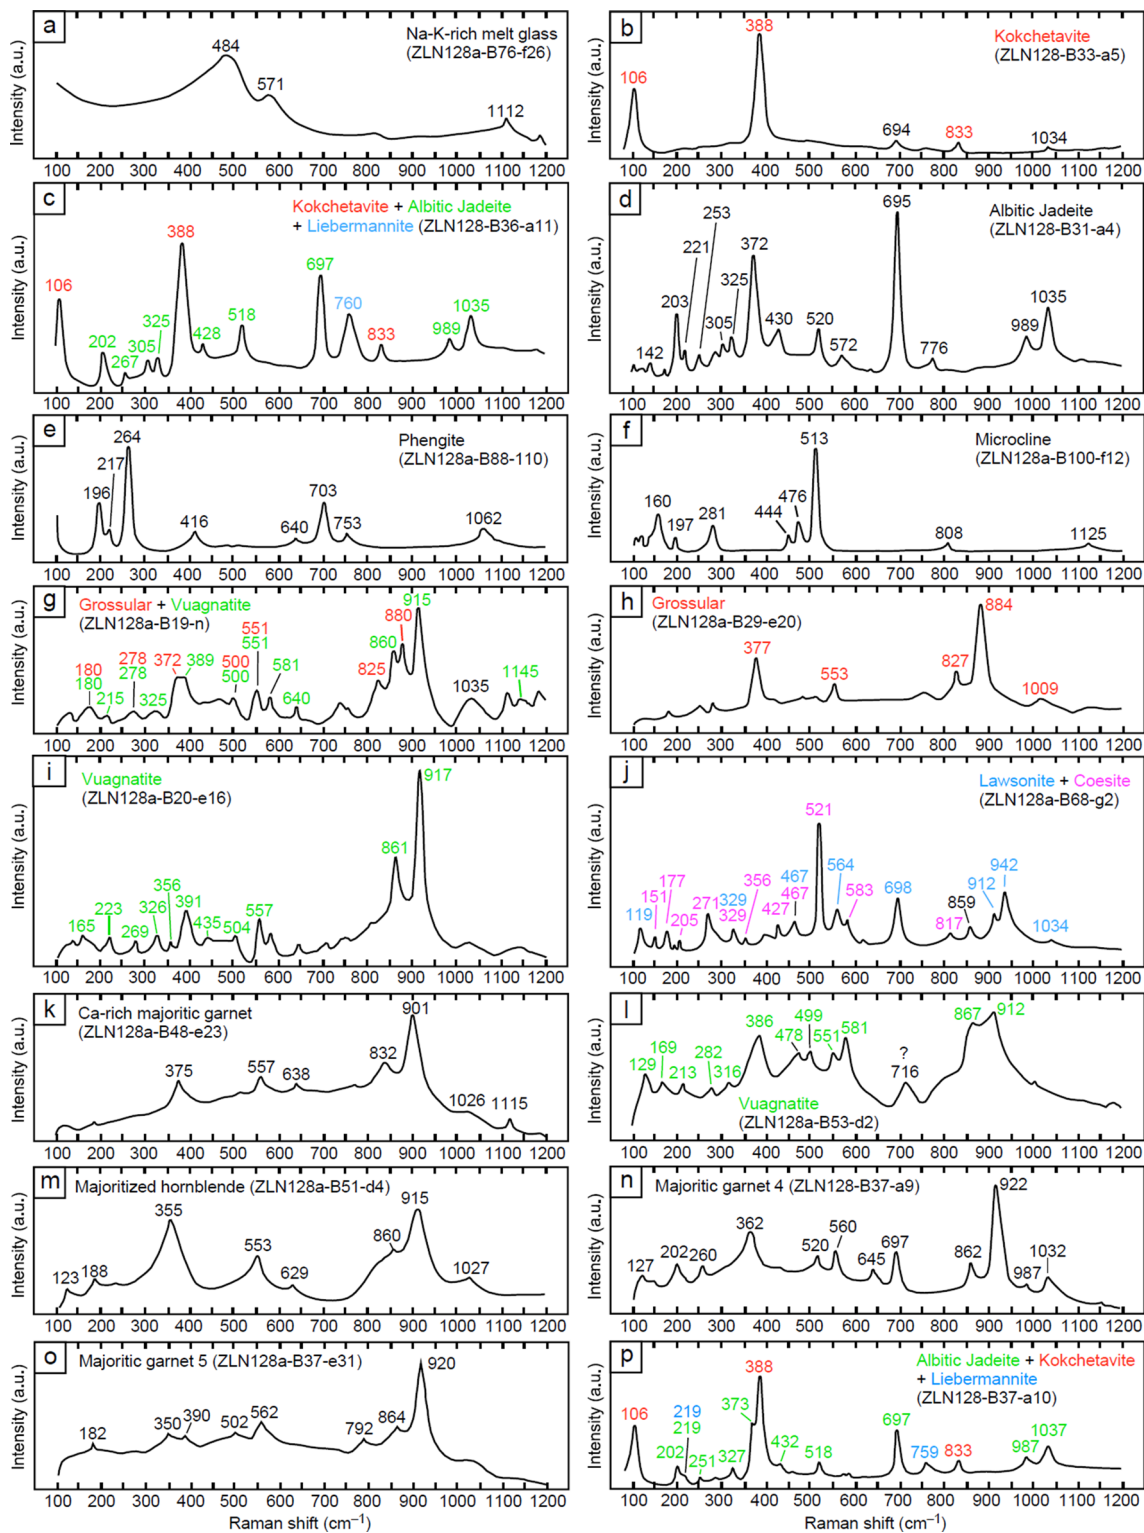 a
Na-K-rich melt glass
(ZLN128a-B76-f26)
484
571
1112
Intensity (a.u.)
100 200 300 400 500 600 700 800 900 1000 1100 1200
b
Kokchetavite
(ZLN128-B33-a5)
106
388
694
833
1034
Intensity (a.u.)
100 200 300 400 500 600 700 800 900 1000 1100 1200
c
Kokchetavite + Albitic Jadeite
+ Liebermannite (ZLN128-B36-a11)
106
202
267
305
325
388
428
518
697
760
833
989
1035
Intensity (a.u.)
100 200 300 400 500 600 700 800 900 1000 1100 1200
d
Albitic Jadeite
(ZLN128-B31-a4)
142
203
221
253
305
325
372
430
520
572
695
776
989
1035
Intensity (a.u.)
100 200 300 400 500 600 700 800 900 1000 1100 1200
e
Phengite
(ZLN128a-B88-110)
196
217
264
416
640
703
753
1062
Intensity (a.u.)
100 200 300 400 500 600 700 800 900 1000 1100 1200
f
Microcline
(ZLN128a-B100-f12)
160
197
281
444
476
513
808
1125
Intensity (a.u.)
100 200 300 400 500 600 700 800 900 1000 1100 1200
g
Grossular + Vuagnatite
(ZLN128a-B19-n)
180
180
215
278
278
325
372
389
500
500
551
551
581
640
825
860
880
915
1035
1145
Intensity (a.u.)
100 200 300 400 500 600 700 800 900 1000 1100 1200
h
Grossular
(ZLN128a-B29-e20)
377
553
827
884
1009
Intensity (a.u.)
100 200 300 400 500 600 700 800 900 1000 1100 1200
i
Vuagnatite
(ZLN128a-B20-e16)
165
223
269
326
356
391
435
504
557
861
917
Intensity (a.u.)
100 200 300 400 500 600 700 800 900 1000 1100 1200
j
Lawsonite + Coesite
(ZLN128a-B68-g2)
119
151
177
205
271
329
329
356
427
467
467
521
564
583
698
817
859
912
942
1034
Intensity (a.u.)
100 200 300 400 500 600 700 800 900 1000 1100 1200
k
Ca-rich majoritic garnet
(ZLN128a-B48-e23)
375
557
638
832
901
1026
1115
Intensity (a.u.)
100 200 300 400 500 600 700 800 900 1000 1100 1200
l
129
169
213
282
316
386
478
499
551
581
?
716
867
912
Vuagnatite
(ZLN128a-B53-d2)
Intensity (a.u.)
100 200 300 400 500 600 700 800 900 1000 1100 1200
m
Majoritized hornblende (ZLN128a-B51-d4)
123
188
355
553
629
860
915
1027
Intensity (a.u.)
100 200 300 400 500 600 700 800 900 1000 1100 1200
n
Majoritic garnet 4 (ZLN128-B37-a9)
127
202
260
362
520
560
645
697
862
922
987
1032
Intensity (a.u.)
100 200 300 400 500 600 700 800 900 1000 1100 1200
o
Majoritic garnet 5 (ZLN128a-B37-e31)
182
350
390
502
562
792
864
920
Intensity (a.u.)
100 200 300 400 500 600 700 800 900 1000 1100 1200
Raman shift (cm⁻¹)
p
Albitic Jadeite + Kokchetavite
+ Liebermannite
(ZLN128-B37-a10)
106
202
219
219
251
327
373
388
432
518
697
759
833
987
1037
Intensity (a.u.)
100 200 300 400 500 600 700 800 900 1000 1100 1200
Raman shift (cm⁻¹)